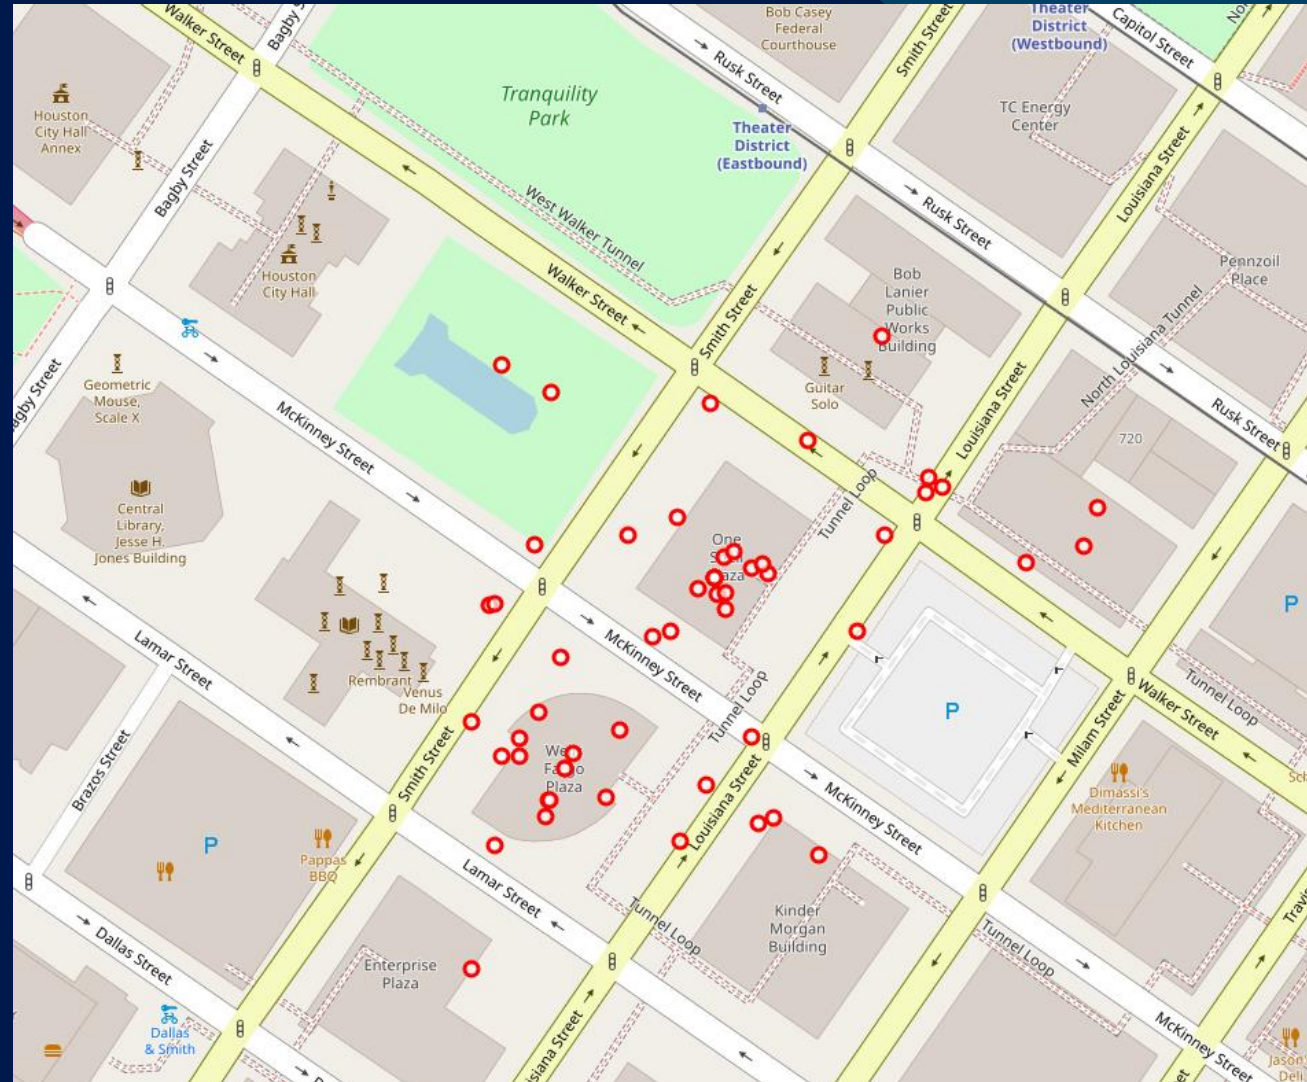 Walker Street
Bagby S
Bob Casey
Federal
Courthouse
Theater
District
(Westbound)
Capitol Street
Rusk Street
Smith Street
Houston
City Hall
Annex
Tranquility
Park
Theater
District
(Eastbound)
TC Energy
Center
Louisiana Street
Bagby Street
West Walker Tunnel
Rusk Street
Houston
City Hall
Walker Street
Smith Street
Bob
Lanier
Public
Works
Building
Pennzoil
Place
North Louisiana Tunnel
Geometric
Mouse,
Scale X
agby Street
McKinney Street
Guitar
Solo
Louisiana Street
Rusk Street
720
Central
Library,
Jesse H.
Jones Building
Tunnel Loop
One
Plaza
P
Lamar Street
McKinney Street
Rembrant
Venus
De Milo
Tunnel Loop
Tunnel Loop
Walker Street
Milam Street
P
Smith Street
Brazos Street
Plaza
Louisiana Street
McKinney Street
Dimassi's
Mediterranean
Kitchen
P
Pappas
BBQ
Lamar Street
Tunnel Loop
Kinder
Morgan
Building
Travi
Tunnel Loop
Dallas Street
Enterprise
Plaza
Dallas
& Smith
isiana Street
McKinney Street
Jason'
Deli